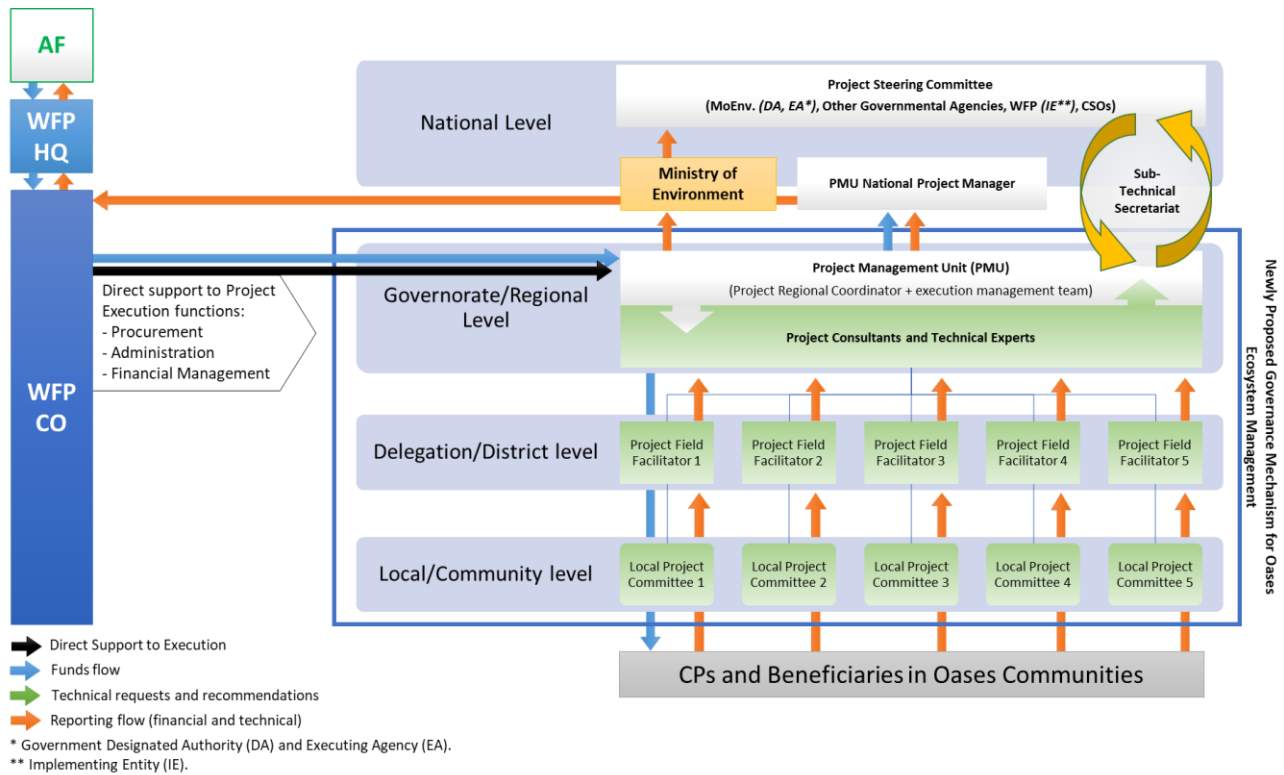 AF
WFP
HQ
WFP
CO
National Level
Project Steering Committee
(MoEnv. (DA, EA*), Other Governmental Agencies, WFP (IE**), CSOs)
Ministry of
Environment
PMU National Project Manager
Sub-
Technical
Secretariat
Governorate/Regional
Level
Project Management Unit (PMU)
(Project Regional Coordinator + execution management team)
Project Consultants and Technical Experts
Direct support to Project
Execution functions:
- Procurement
- Administration
- Financial Management
Delegation/District level
Project Field
Facilitator 1
Project Field
Facilitator 2
Project Field
Facilitator 3
Project Field
Facilitator 4
Project Field
Facilitator 5
Local/Community level
Local Project
Committee 1
Local Project
Committee 2
Local Project
Committee 3
Local Project
Committee 4
Local Project
Committee 5
CPs and Beneficiaries in Oases Communities
Newly Proposed Governance Mechanism for Oases
Ecosystem Management
Direct Support to Execution
Funds flow
Technical requests and recommendations
Reporting flow (financial and technical)
* Government Designated Authority (DA) and Executing Agency (EA).
** Implementing Entity (IE).